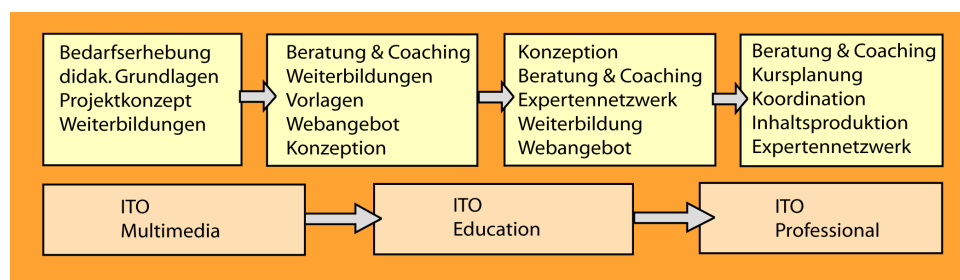 Bedarfserhebung
didak. Grundlagen
Projektkonzept
Weiterbildungen
Beratung & Coaching
Weiterbildungen
Vorlagen
Webangebot
Konzeption
Konzeption
Beratung & Coaching
Expertennetzwerk
Weiterbildung
Webangebot
Beratung & Coaching
Kursplanung
Koordination
Inhaltsproduktion
Expertennetzwerk
ITO
Multimedia
ITO
Education
ITO
Professional